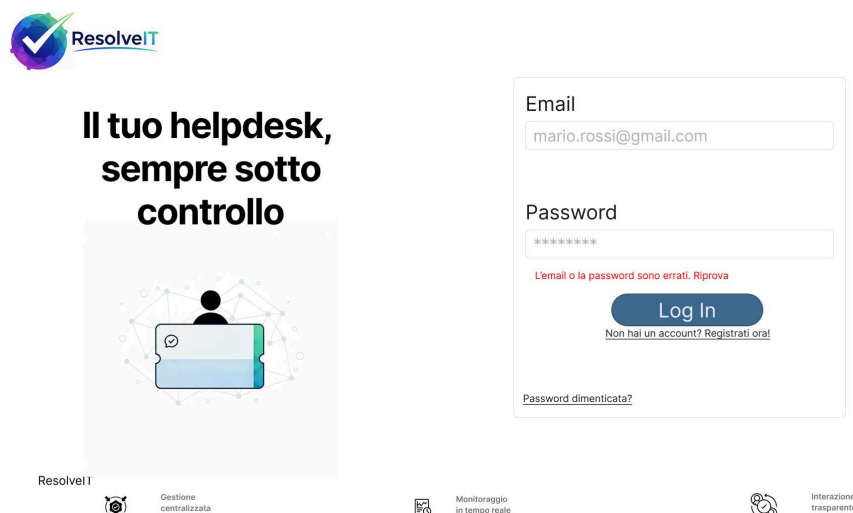 ResolveIT
Il tuo helpdesk,
sempre sotto
controllo
Email
mario.rossi@gmail.com
Password
********
L'email o la password sono errati. Riprova
Log In
Non hai un account? Registrati ora!
Password dimenticata?
ResolveIT
Gestione
centralizzata
Monitoraggio
in tempo reale
Interazione
trasparente